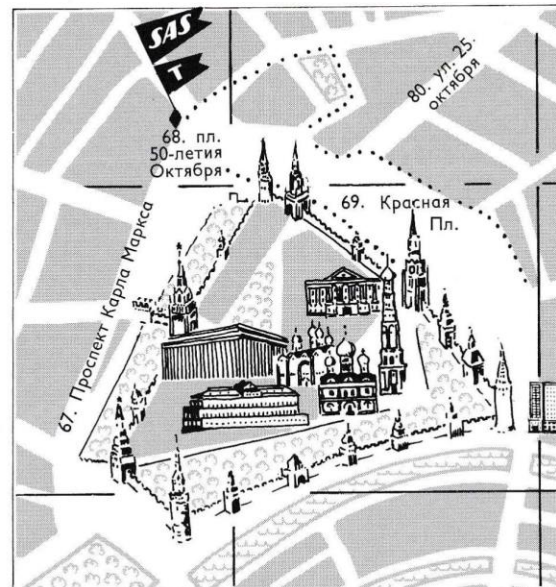 SAS
T
80. ул. 25-
октября
68. пл.
50-летия
Октября
69. Красная
Пл.
67. Проспект Карла Маркса